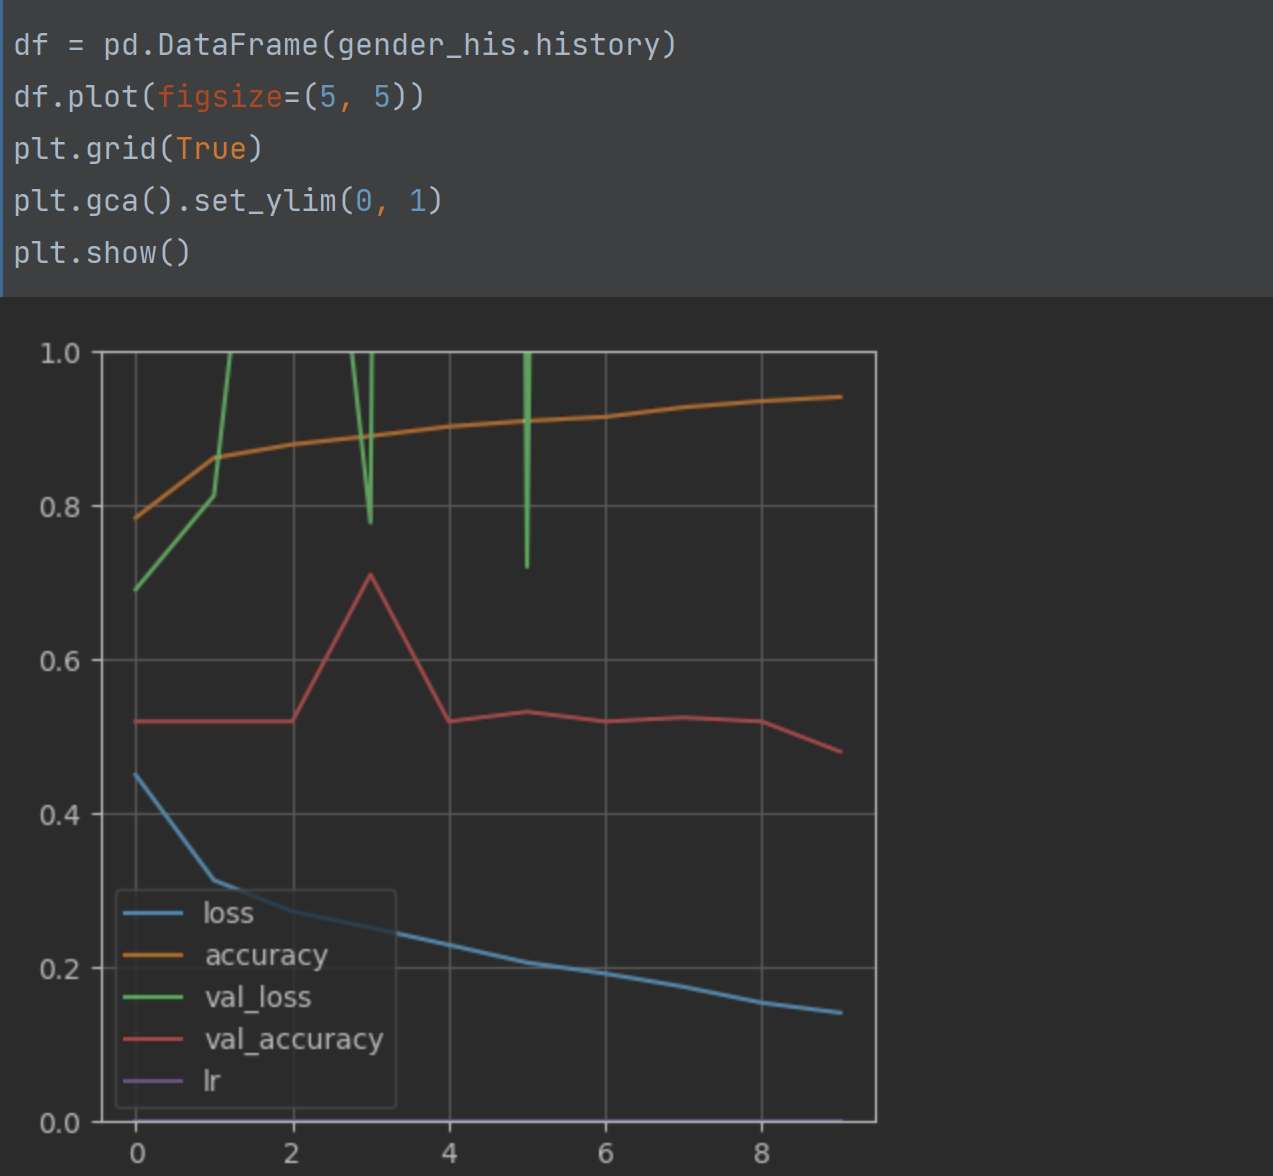 df = pd.DataFrame(gender_his.history)
df.plot(figsize=(5, 5))
plt.grid(True)
plt.gca().set_ylim(0, 1)
plt.show()
1.0
0.8
0.6
0.4
0.2
0.0
loss
accuracy
val_loss
val_accuracy
lr
0 2 4 6 8